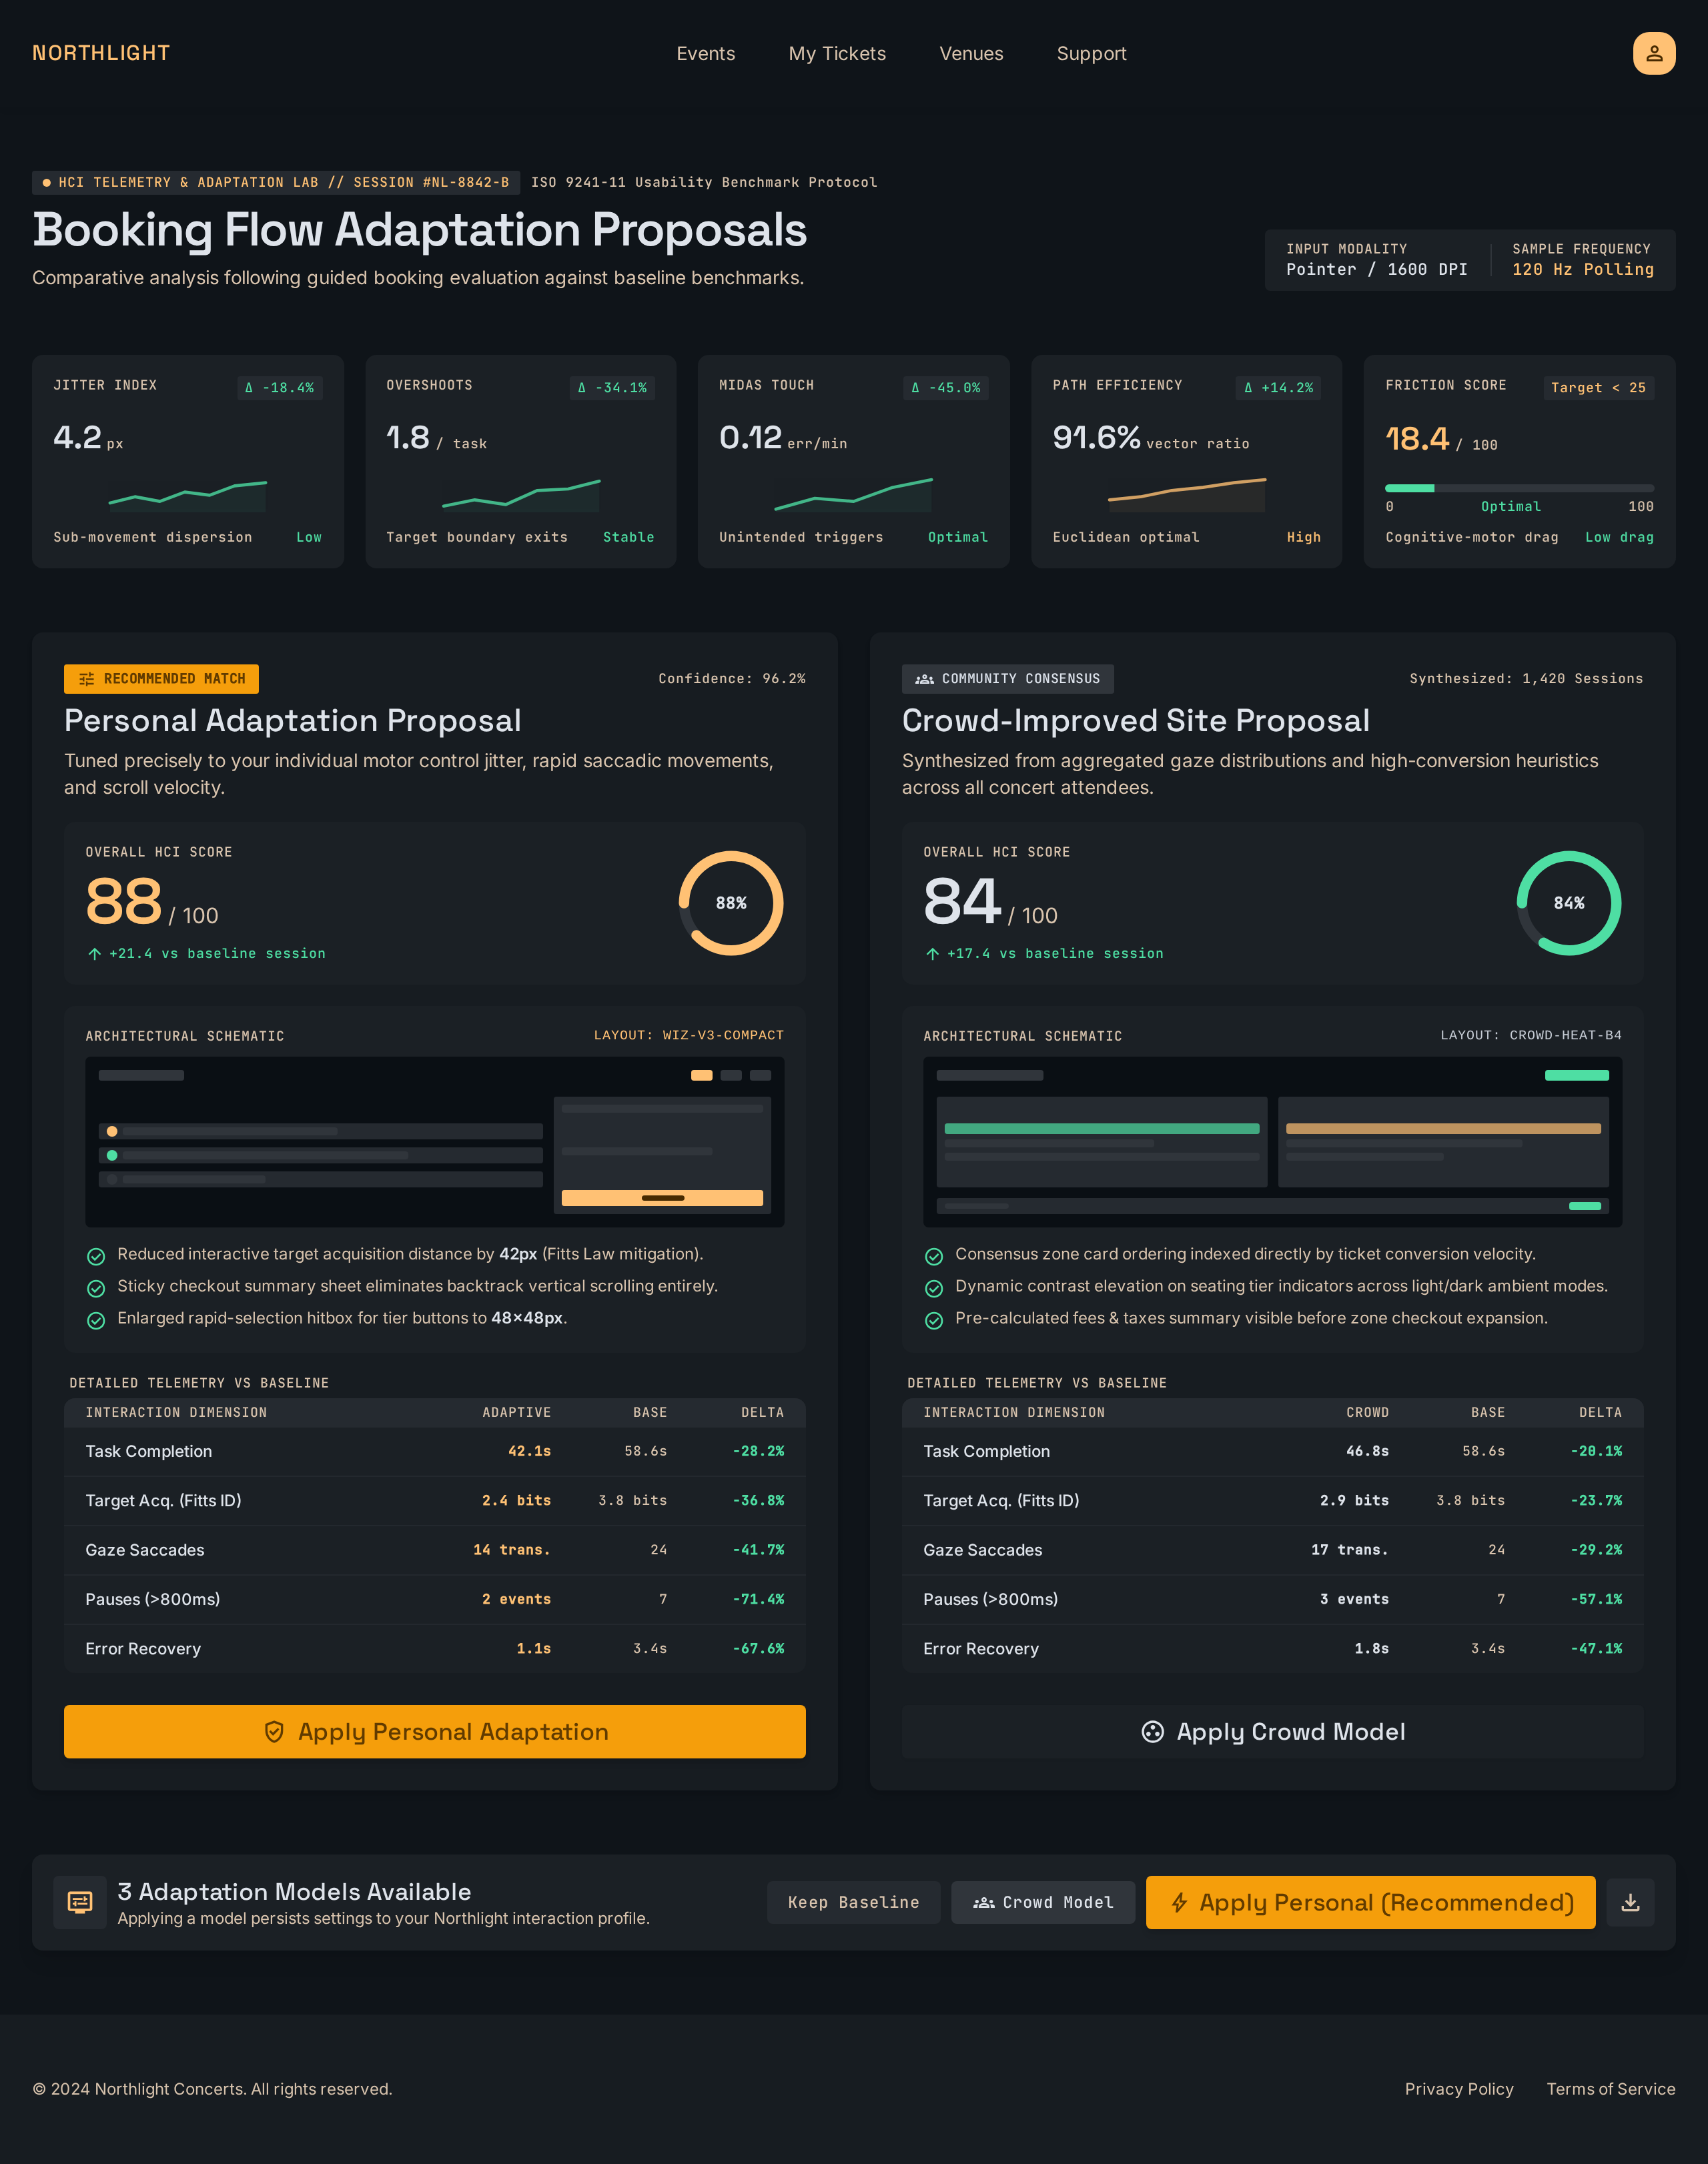 NORTHLIGHT
Events
My Tickets
Venues
Support
HCI TELEMETRY & ADAPTATION LAB // SESSION #NL-8842-B
ISO 9241-11 Usability Benchmark Protocol
Booking Flow Adaptation Proposals
Comparative analysis following guided booking evaluation against baseline benchmarks.
INPUT MODALITY
Pointer / 1600 DPI
SAMPLE FREQUENCY
120 Hz Polling
JITTER INDEX
Δ -18.4%
4.2 px
Sub-movement dispersion
Low
OVERSHOOTS
Δ -34.1%
1.8 / task
Target boundary exits
Stable
MIDAS TOUCH
Δ -45.0%
0.12 err/min
Unintended triggers
Optimal
PATH EFFICIENCY
Δ +14.2%
91.6% vector ratio
Euclidean optimal
High
FRICTION SCORE
Target < 25
18.4 / 100
0
Optimal
100
Cognitive-motor drag
Low drag
RECOMMENDED MATCH
Confidence: 96.2%
Personal Adaptation Proposal
Tuned precisely to your individual motor control jitter, rapid saccadic movements,
and scroll velocity.
OVERALL HCI SCORE
88 / 100
+21.4 vs baseline session
88%
ARCHITECTURAL SCHEMATIC
LAYOUT: WIZ-V3-COMPACT
Reduced interactive target acquisition distance by 42px (Fitts Law mitigation).
Sticky checkout summary sheet eliminates backtrack vertical scrolling entirely.
Enlarged rapid-selection hitbox for tier buttons to 48×48px.
DETAILED TELEMETRY VS BASELINE
INTERACTION DIMENSION ADAPTIVE BASE DELTA
Task Completion 42.1s 58.6s -28.2%
Target Acq. (Fitts ID) 2.4 bits 3.8 bits -36.8%
Gaze Saccades 14 trans. 24 -41.7%
Pauses (>800ms) 2 events 7 -71.4%
Error Recovery 1.1s 3.4s -67.6%
Apply Personal Adaptation
COMMUNITY CONSENSUS
Synthesized: 1,420 Sessions
Crowd-Improved Site Proposal
Synthesized from aggregated gaze distributions and high-conversion heuristics
across all concert attendees.
OVERALL HCI SCORE
84 / 100
+17.4 vs baseline session
84%
ARCHITECTURAL SCHEMATIC
LAYOUT: CROWD-HEAT-B4
Consensus zone card ordering indexed directly by ticket conversion velocity.
Dynamic contrast elevation on seating tier indicators across light/dark ambient modes.
Pre-calculated fees & taxes summary visible before zone checkout expansion.
DETAILED TELEMETRY VS BASELINE
INTERACTION DIMENSION CROWD BASE DELTA
Task Completion 46.8s 58.6s -20.1%
Target Acq. (Fitts ID) 2.9 bits 3.8 bits -23.7%
Gaze Saccades 17 trans. 24 -29.2%
Pauses (>800ms) 3 events 7 -57.1%
Error Recovery 1.8s 3.4s -47.1%
Apply Crowd Model
3 Adaptation Models Available
Applying a model persists settings to your Northlight interaction profile.
Keep Baseline
Crowd Model
Apply Personal (Recommended)
© 2024 Northlight Concerts. All rights reserved.
Privacy Policy
Terms of Service